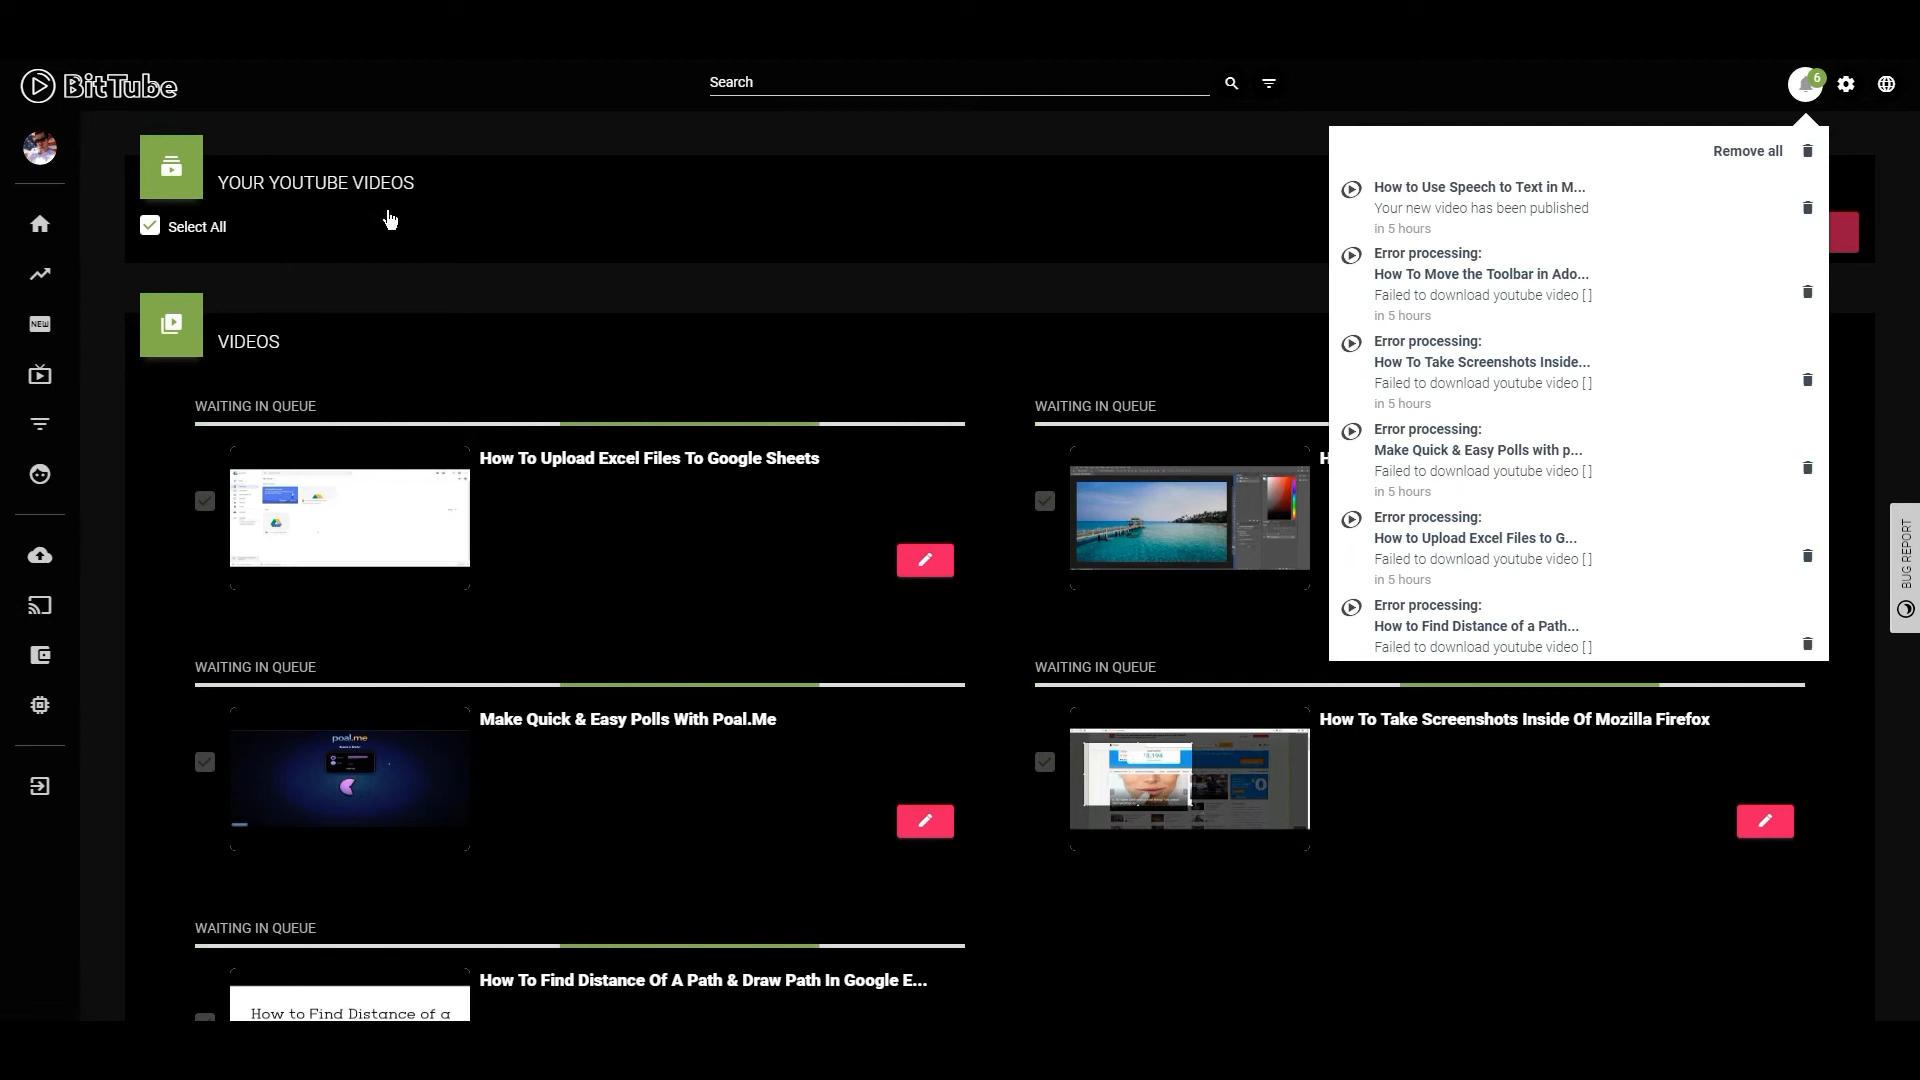 BitTube
Search
6
YOUR YOUTUBE VIDEOS
Select All
Remove all
How to Use Speech to Text in M...
Your new video has been published
in 5 hours
Error processing:
How To Move the Toolbar in Ado...
Failed to download youtube video [ ]
in 5 hours
Error processing:
How To Take Screenshots Inside...
Failed to download youtube video [ ]
in 5 hours
Error processing:
Make Quick & Easy Polls with p...
Failed to download youtube video [ ]
in 5 hours
Error processing:
How to Upload Excel Files to G...
Failed to download youtube video [ ]
in 5 hours
Error processing:
How to Find Distance of a Path...
Failed to download youtube video [ ]
NEW
VIDEOS
WAITING IN QUEUE
How To Upload Excel Files To Google Sheets
WAITING IN QUEUE
H
BUG REPORT
WAITING IN QUEUE
poal.me
Make Quick & Easy Polls With Poal.Me
WAITING IN QUEUE
How To Take Screenshots Inside Of Mozilla Firefox
WAITING IN QUEUE
How To Find Distance Of A Path & Draw Path In Google E...
How to Find Distance of a